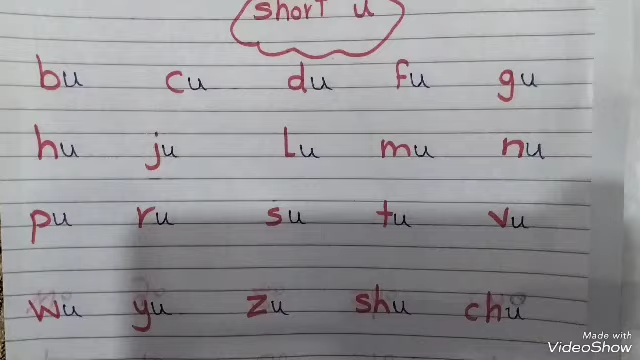 short u
bu cu du fu gu
hu ju Lu mu nu
pu ru su tu vu
wu yu zu shu chu
Made with
VideoShow